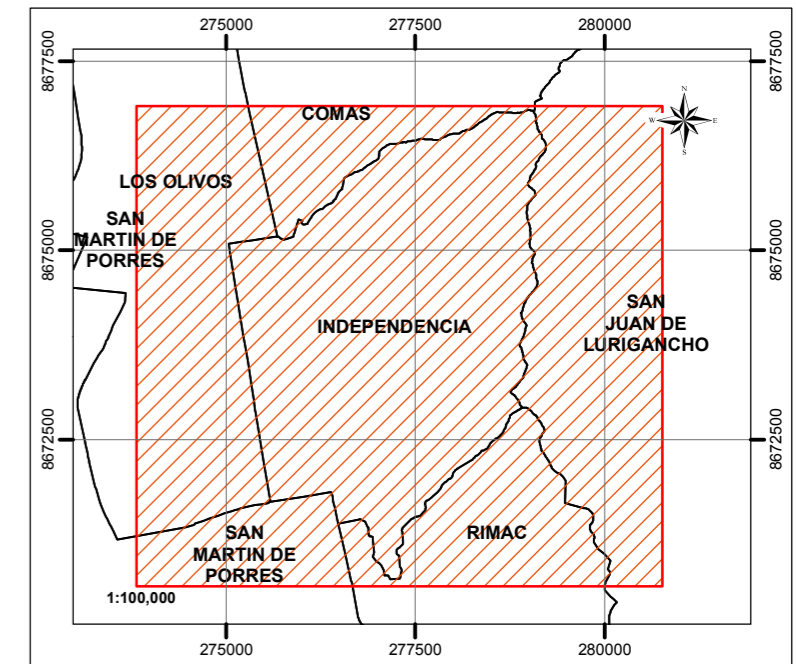 275000
277500
280000
8677500
8677500
N
W
E
S
COMAS
LOS OLIVOS
SAN
MARTIN DE
PORRES
8675000
8675000
SAN
JUAN DE
LURIGANCHO
INDEPENDENCIA
8672500
8672500
SAN
MARTIN DE
PORRES
RIMAC
1:100,000
275000
277500
280000